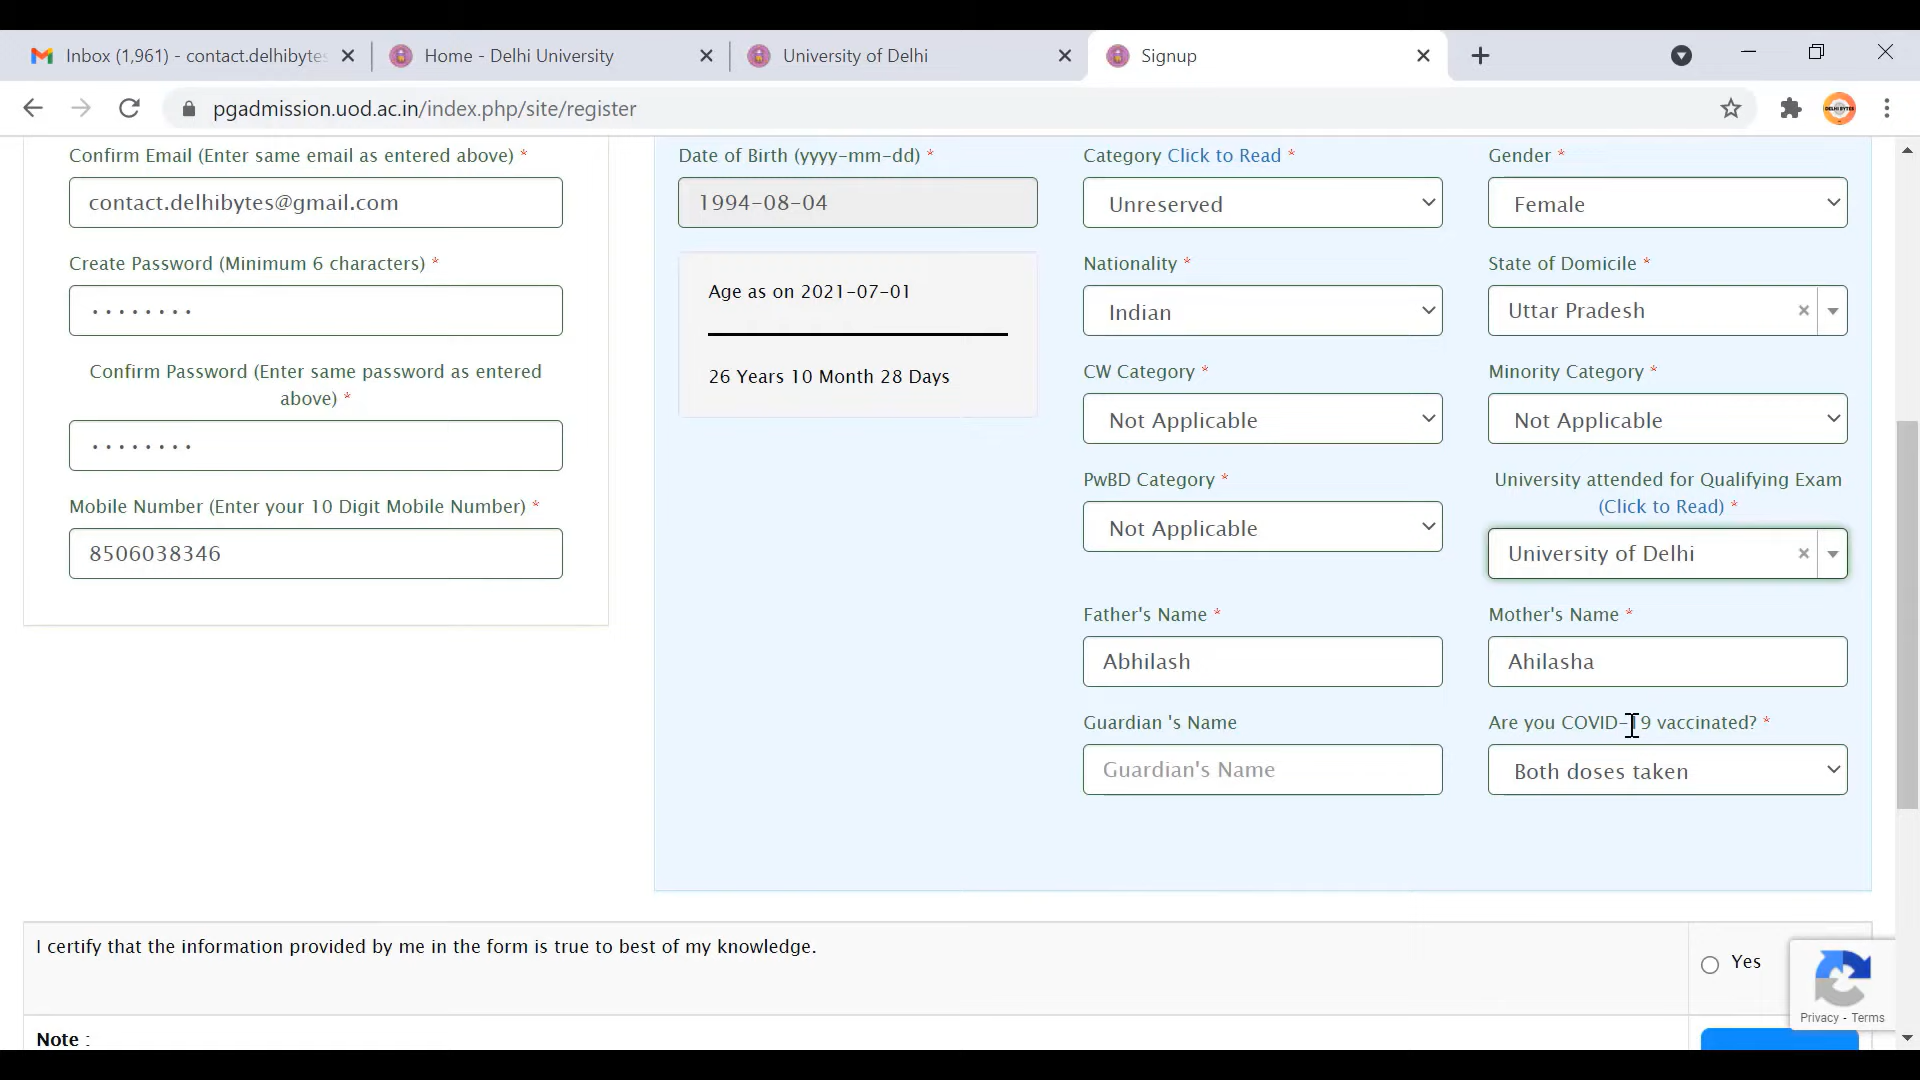 Inbox (1,961) - contact.delhibytes
Home - Delhi University
University of Delhi
Signup
pgadmission.uod.ac.in/index.php/site/register
Confirm Email (Enter same email as entered above) *
contact.delhibytes@gmail.com
Create Password (Minimum 6 characters) *
••••••••
Confirm Password (Enter same password as entered
above) *
••••••••
Mobile Number (Enter your 10 Digit Mobile Number) *
8506038346
Date of Birth (yyyy-mm-dd) *
1994-08-04
Age as on 2021-07-01
26 Years 10 Month 28 Days
Category Click to Read *
Unreserved
Gender *
Female
Nationality *
Indian
State of Domicile *
Uttar Pradesh
CW Category *
Not Applicable
Minority Category *
Not Applicable
PwBD Category *
Not Applicable
University attended for Qualifying Exam
(Click to Read) *
University of Delhi
Father's Name *
Abhilash
Mother's Name *
Ahilasha
Guardian 's Name
Guardian's Name
Are you COVID-19 vaccinated? *
Both doses taken
I certify that the information provided by me in the form is true to best of my knowledge.
Yes
Privacy - Terms
Note :